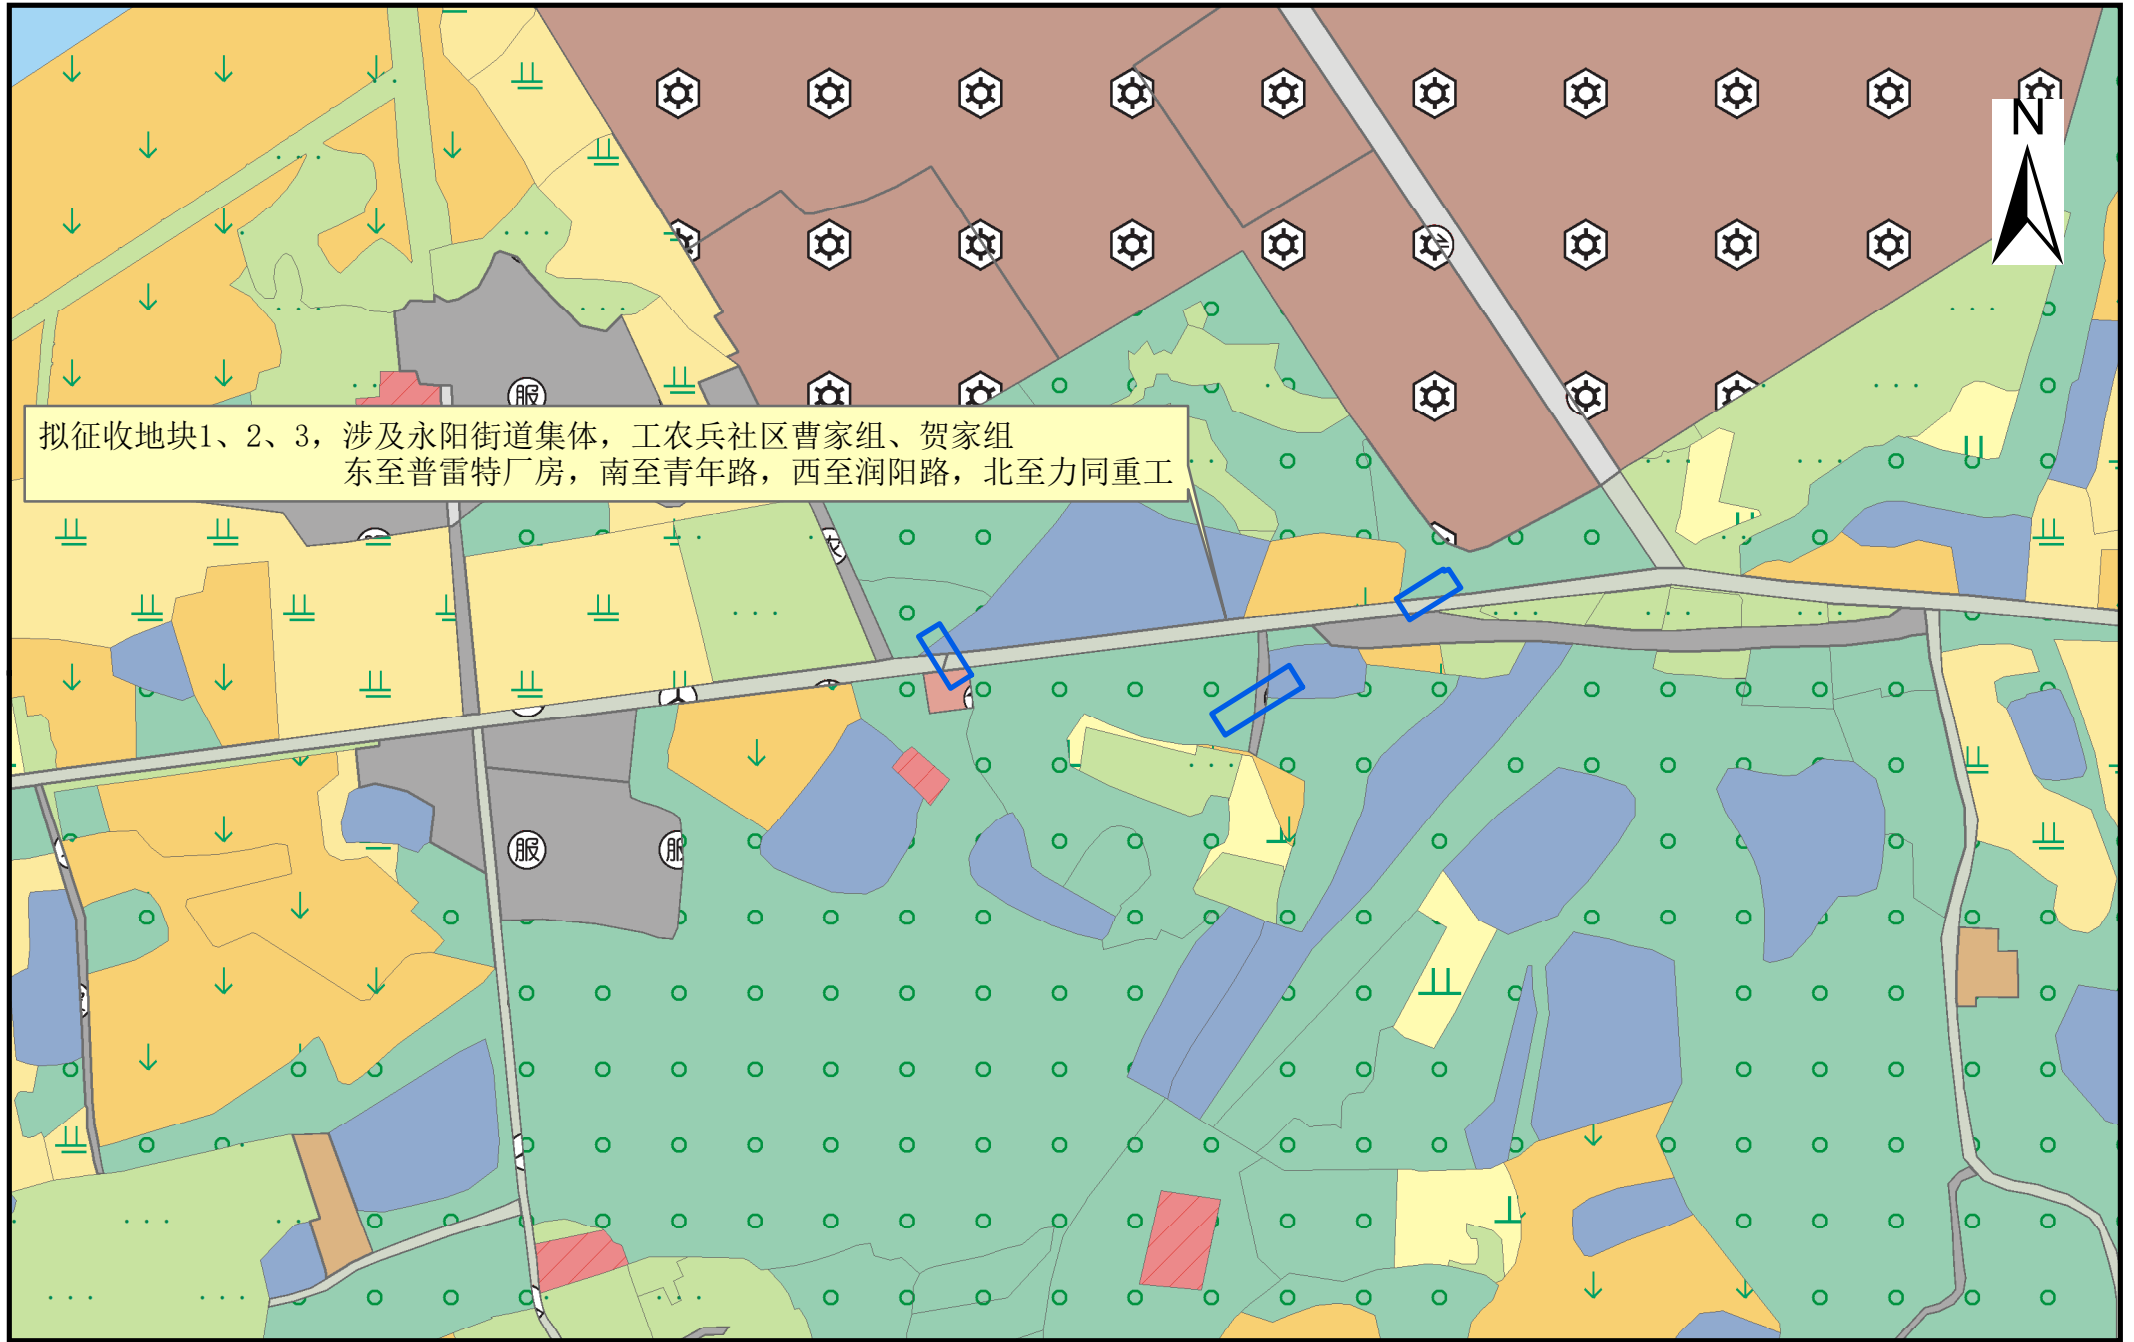 N
服
拟征收地块1、2、3，涉及永阳街道集体，工农兵社区曹家组、贺家组
东至普雷特厂房，南至青年路，西至润阳路，北至力同重工
服
服